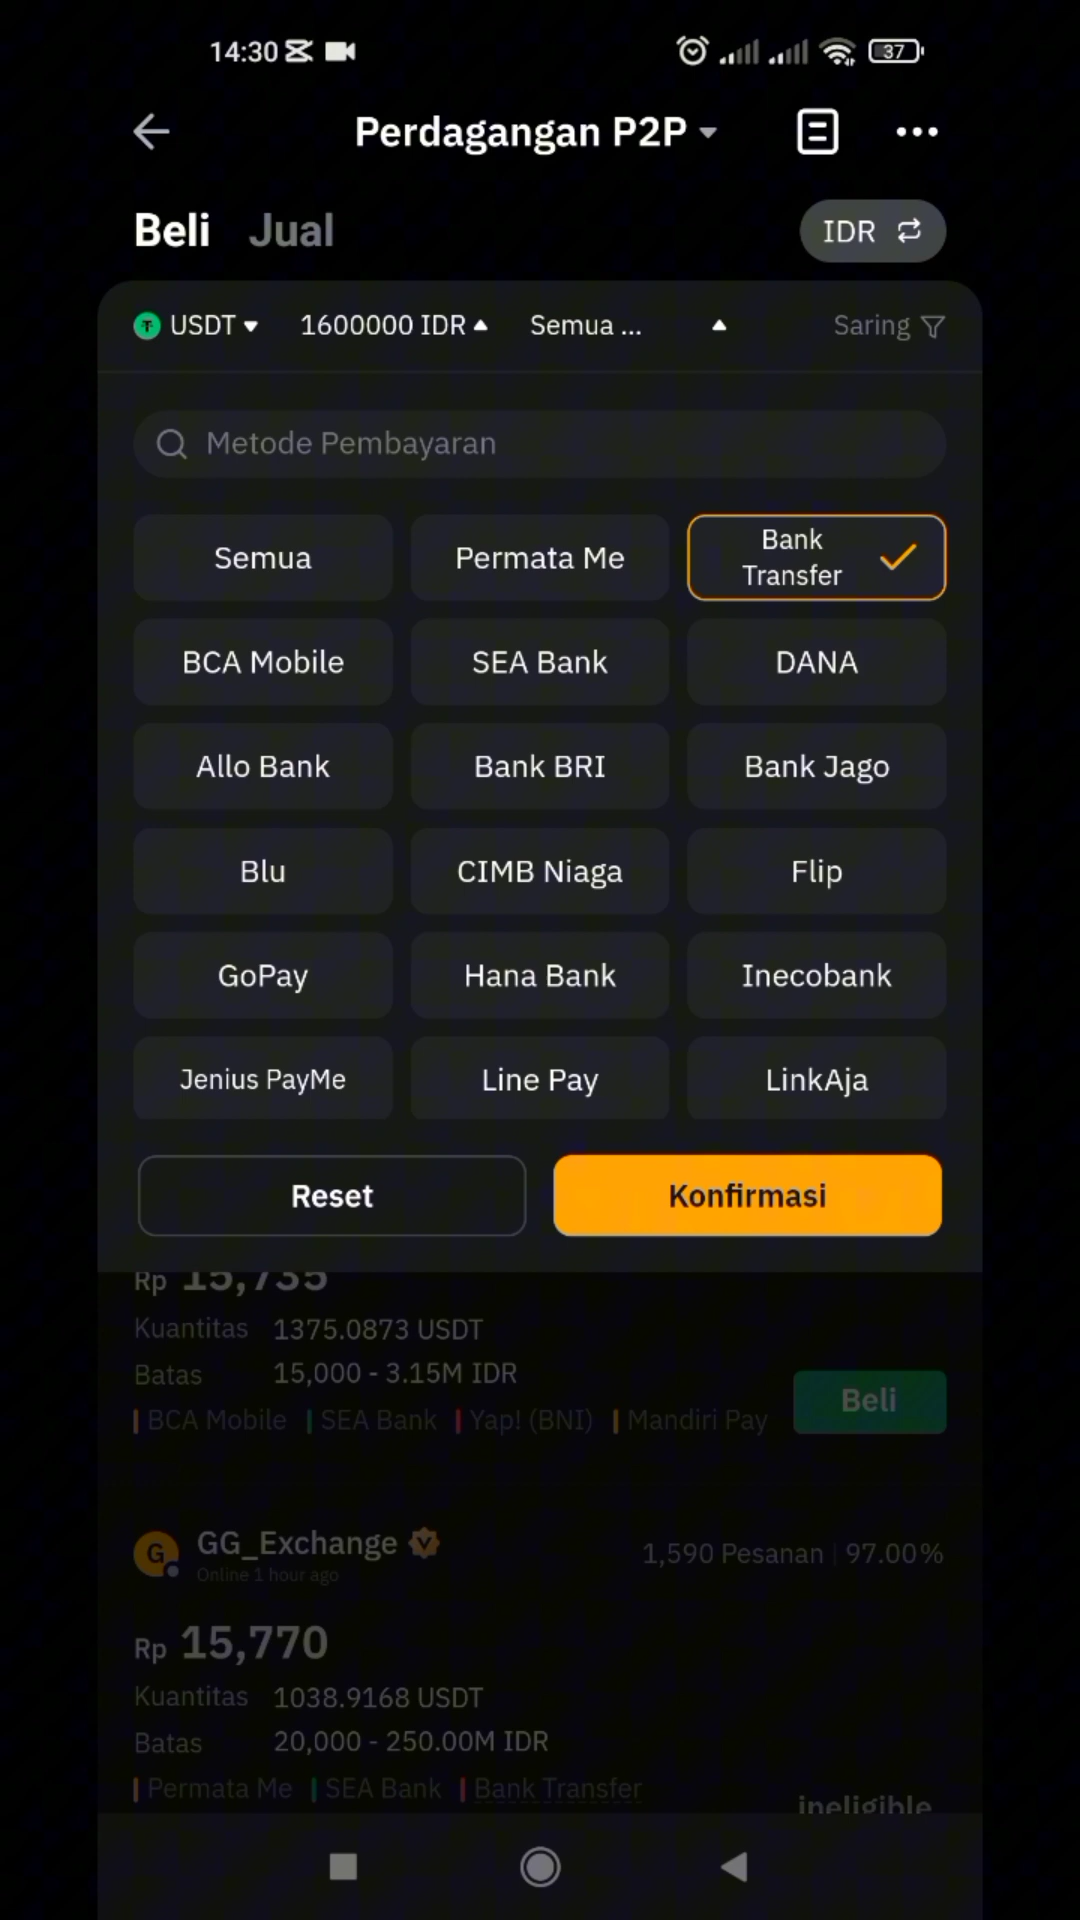 14:30
37
Perdagangan P2P
Beli Jual IDR
USDT 1600000 IDR Semua ... Saring
Metode Pembayaran
Semua Permata Me Bank Transfer
BCA Mobile SEA Bank DANA
Allo Bank Bank BRI Bank Jago
Blu CIMB Niaga Flip
GoPay Hana Bank Inecobank
Jenius PayMe Line Pay LinkAja
Reset Konfirmasi
Rp 15,735
Kuantitas 1375.0873 USDT
Batas 15,000 - 3.15M IDR
Beli
BCA Mobile SEA Bank Yap! (BNI) Mandiri Pay
G GG_Exchange 1,590 Pesanan 97.00%
Online 1 hour ago
Rp 15,770
Kuantitas 1038.9168 USDT
Batas 20,000 - 250.00M IDR
Permata Me SEA Bank Bank Transfer
ineligible